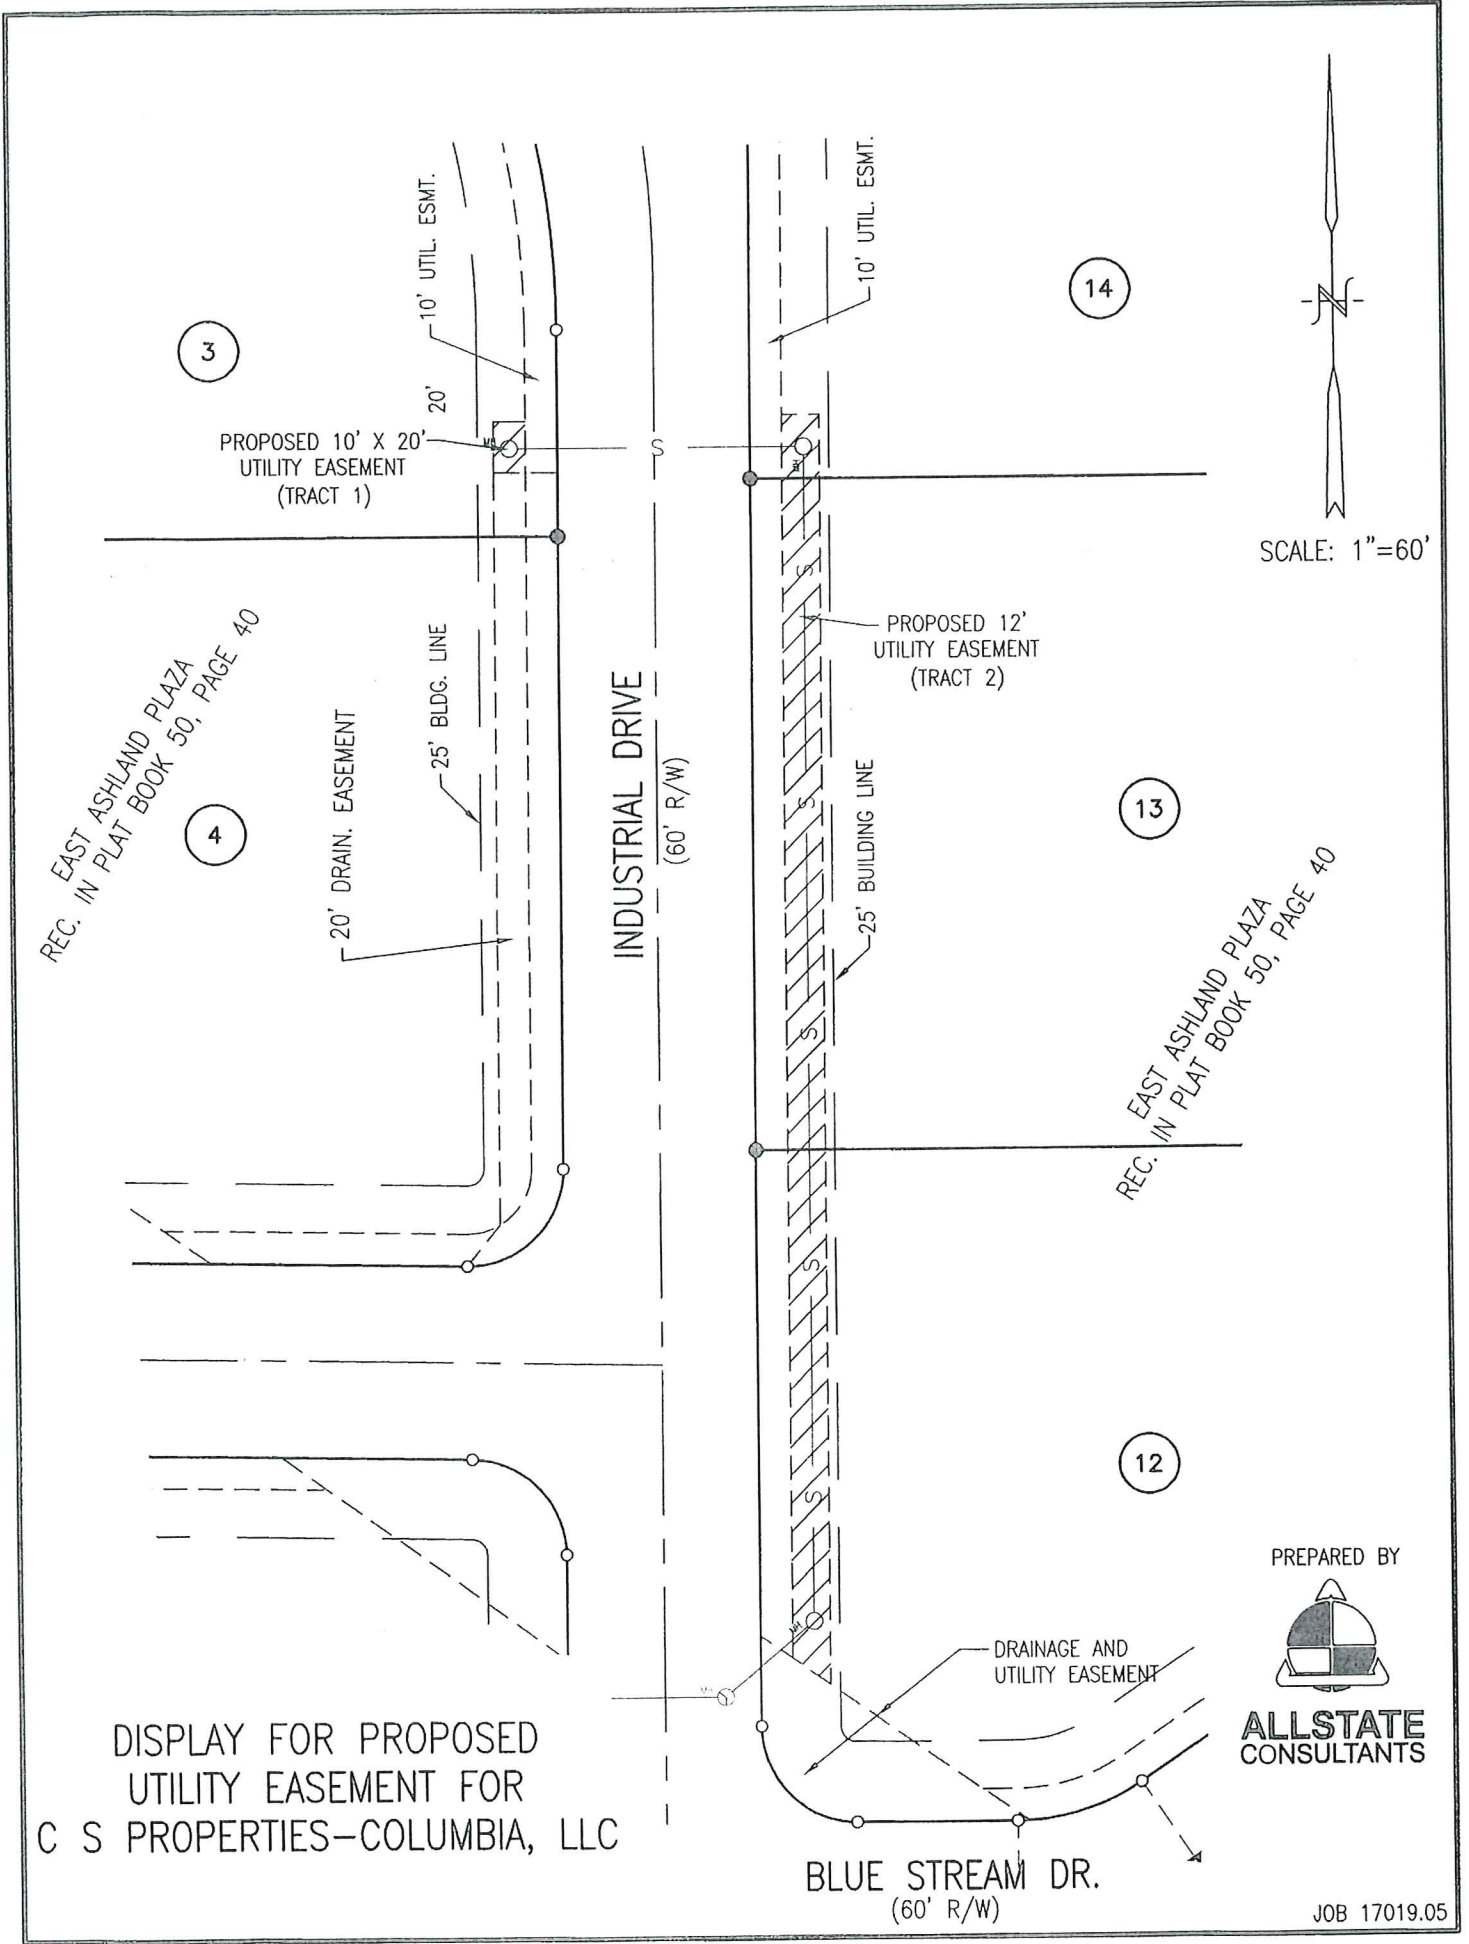 10' UTIL. ESMT.
10' UTIL. ESMT.
14
N
3
20'
PROPOSED 10' X 20'
UTILITY EASEMENT
(TRACT 1)
MH
S
MH
SCALE: 1"=60'
S
PROPOSED 12'
UTILITY EASEMENT
(TRACT 2)
EAST ASHLAND PLAZA
REC. IN PLAT BOOK 50, PAGE 40
25' BLDG. LINE
20' DRAIN. EASEMENT
INDUSTRIAL DRIVE
(60' R/W)
S
25' BUILDING LINE
13
4
EAST ASHLAND PLAZA
REC. IN PLAT BOOK 50, PAGE 40
S
S
12
S
PREPARED BY
MH
DRAINAGE AND
UTILITY EASEMENT
MH
ALLSTATE
CONSULTANTS
DISPLAY FOR PROPOSED
UTILITY EASEMENT FOR
C S PROPERTIES-COLUMBIA, LLC
BLUE STREAM DR.
(60' R/W)
JOB 17019.05